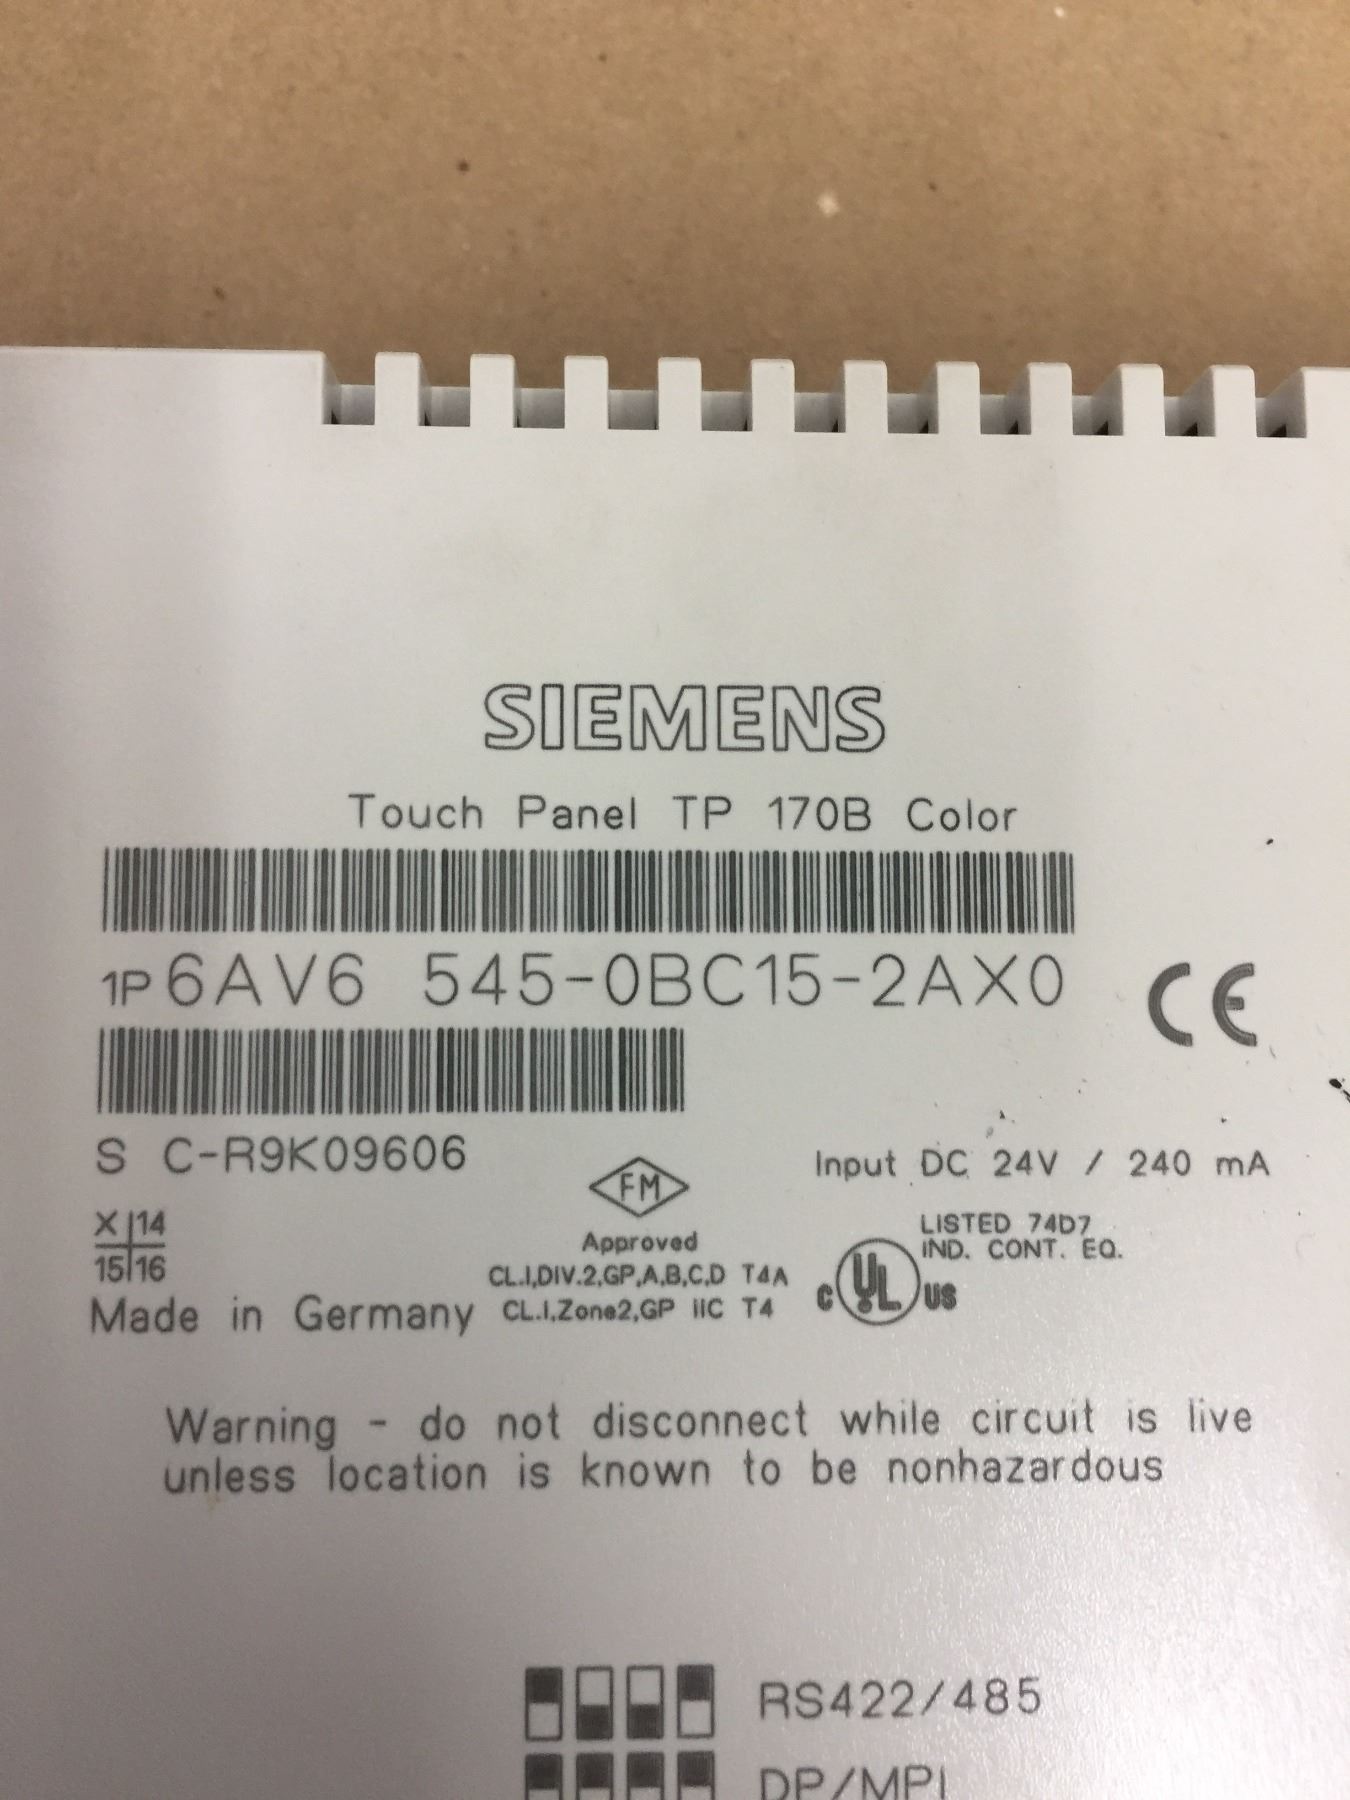 SIEMENS
Touch Panel TP 170B Color
1P 6AV6 545-0BC15-2AX0
CE
S C-R9K09606
Input DC 24V / 240 mA
FM
Approved
CL.I,DIV.2,GP,A,B,C,D T4A
CL.I,Zone2,GP IIC T4
X 14
15 16
Made in Germany
LISTED 74D7
IND. CONT. EQ.
C UL US
Warning - do not disconnect while circuit is live
unless location is known to be nonhazardous
RS422/485
DP/MPI